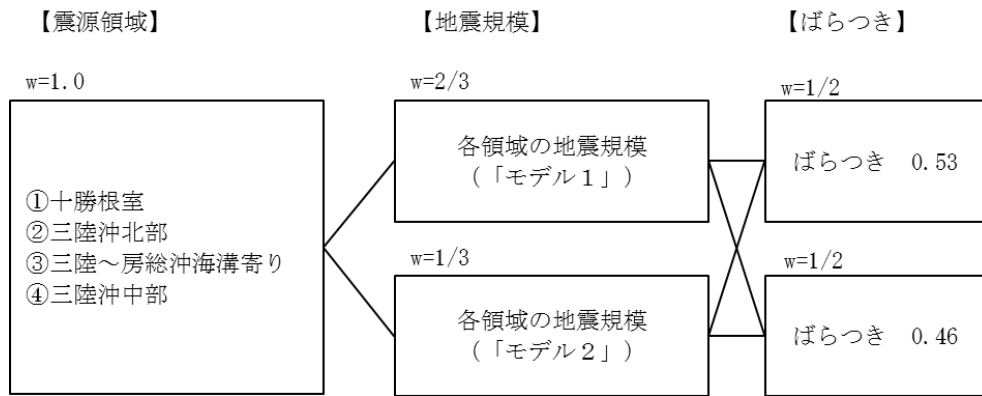 【震源領域】
【地震規模】
【ばらつき】
w=1.0
w=2/3
w=1/2
①十勝根室
②三陸沖北部
③三陸～房総沖海溝寄り
④三陸沖中部
各領域の地震規模
（「モデル１」）
ばらつき　0.53
w=1/3
w=1/2
各領域の地震規模
（「モデル２」）
ばらつき　0.46